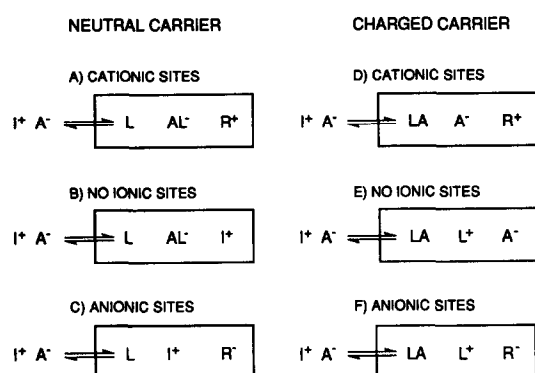 NEUTRAL CARRIER
A) CATIONIC SITES
I⁺ A⁻ ⇌ L AL⁻ R⁺
B) NO IONIC SITES
I⁺ A⁻ ⇌ L AL⁻ I⁺
C) ANIONIC SITES
I⁺ A⁻ ⇌ L I⁺ R⁻
CHARGED CARRIER
D) CATIONIC SITES
I⁺ A⁻ ⇌ LA A⁻ R⁺
E) NO IONIC SITES
I⁺ A⁻ ⇌ LA L⁺ A⁻
F) ANIONIC SITES
I⁺ A⁻ ⇌ LA L⁺ R⁻